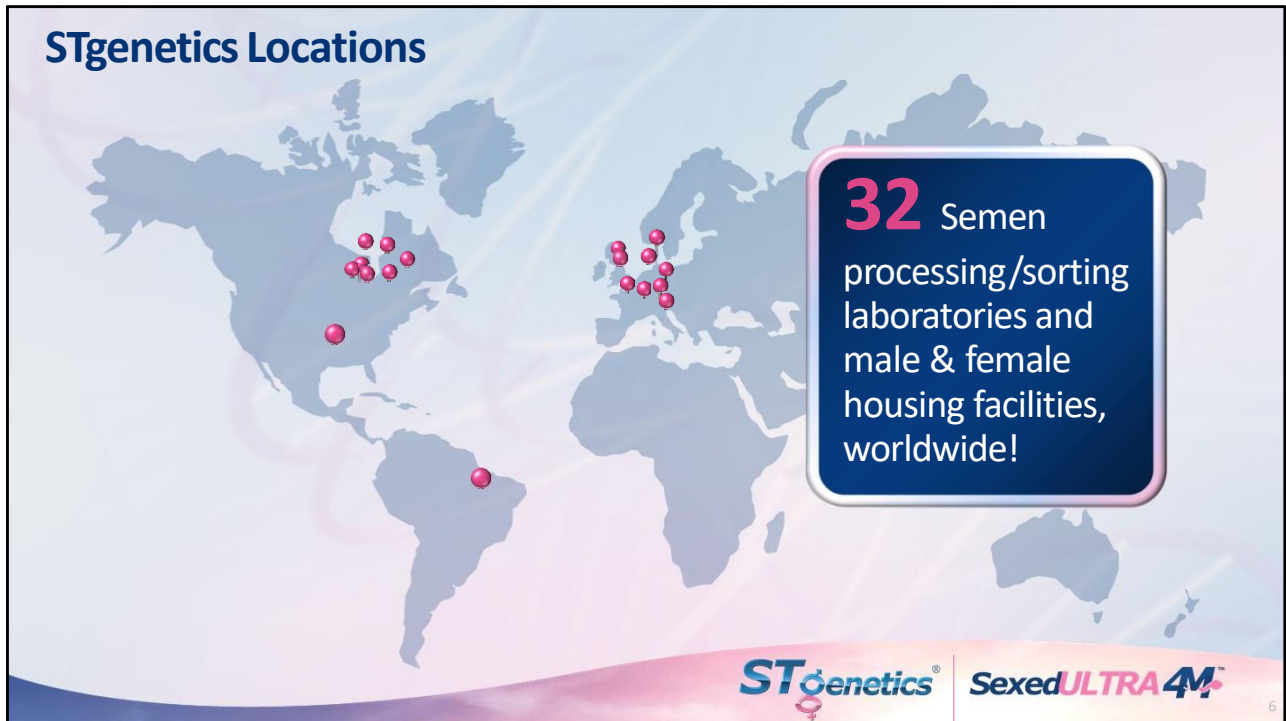 STgenetics Locations
32 Semen
processing/sorting
laboratories and
male & female
housing facilities,
worldwide!
STgenetics® SexedULTRA 4M™
6